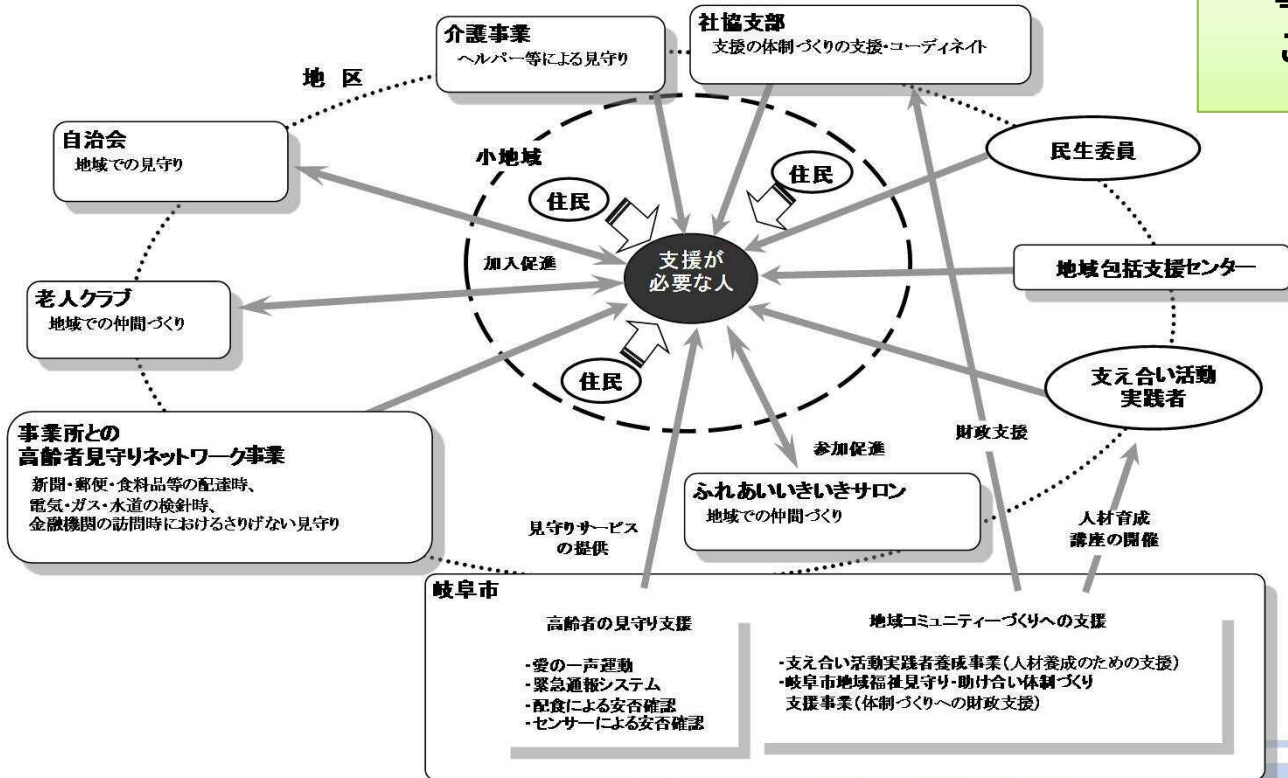 介護事業
ヘルパー等による見守り
社協支部
支援の体制づくりの支援・コーディネイト
地 区
自治会
地域での見守り
小地域
住民
住民
民生委員
支援が
必要な人
加入促進
地域包括支援センター
老人クラブ
地域での仲間づくり
住民
支え合い活動
実践者
事業所との
高齢者見守りネットワーク事業
新聞・郵便・食料品等の配達時、
電気・ガス・水道の検針時、
金融機関の訪問時におけるさりげない見守り
参加促進
財政支援
ふれあいいきいきサロン
地域での仲間づくり
見守りサービス
の提供
人材育成
講座の開催
岐阜市
高齢者の見守り支援
・愛の一声運動
・緊急通報システム
・配食による安否確認
・センサーによる安否確認
地域コミュニティーづくりへの支援
・支え合い活動実践者養成事業(人材養成のための支援)
・岐阜市地域福祉見守り・助け合い体制づくり
支援事業(体制づくりへの財政支援)